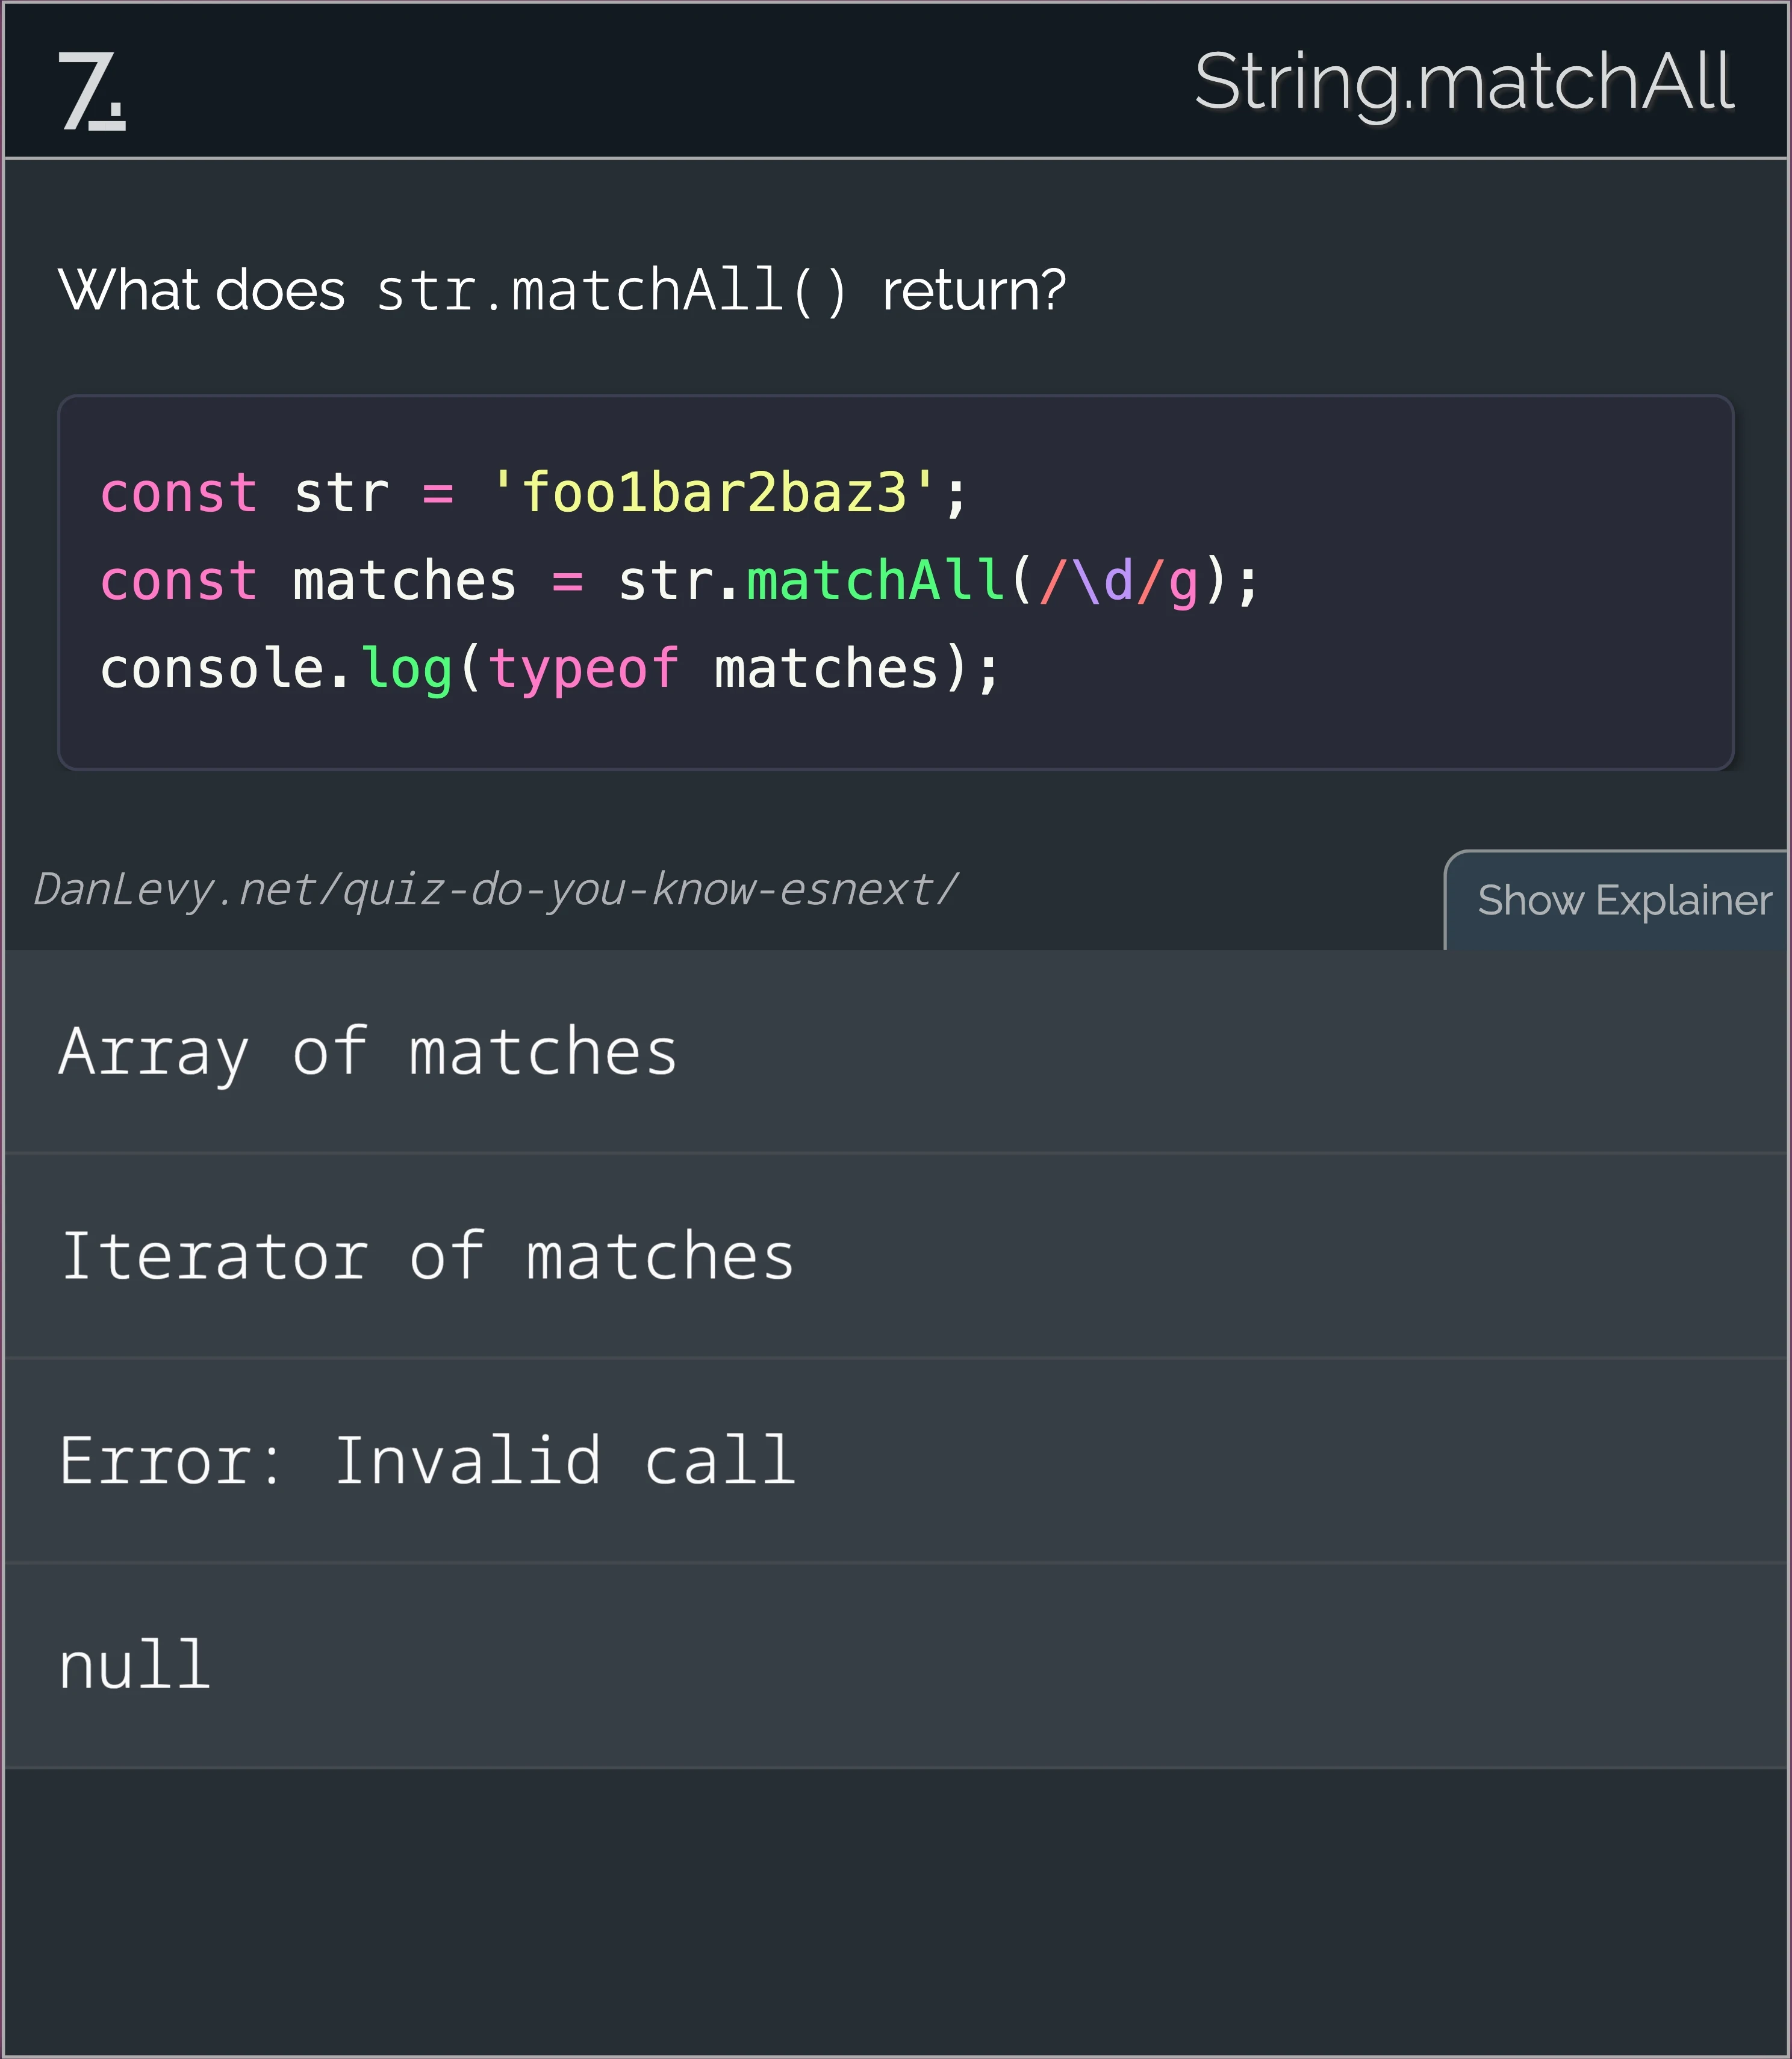 7.
String.matchAll
What does str.matchAll() return?
const str = 'foo1bar2baz3';
const matches = str.matchAll(/\d/g);
console.log(typeof matches);
DanLevy.net/quiz-do-you-know-esnext/
Show Explainer
Array of matches
Iterator of matches
Error: Invalid call
null